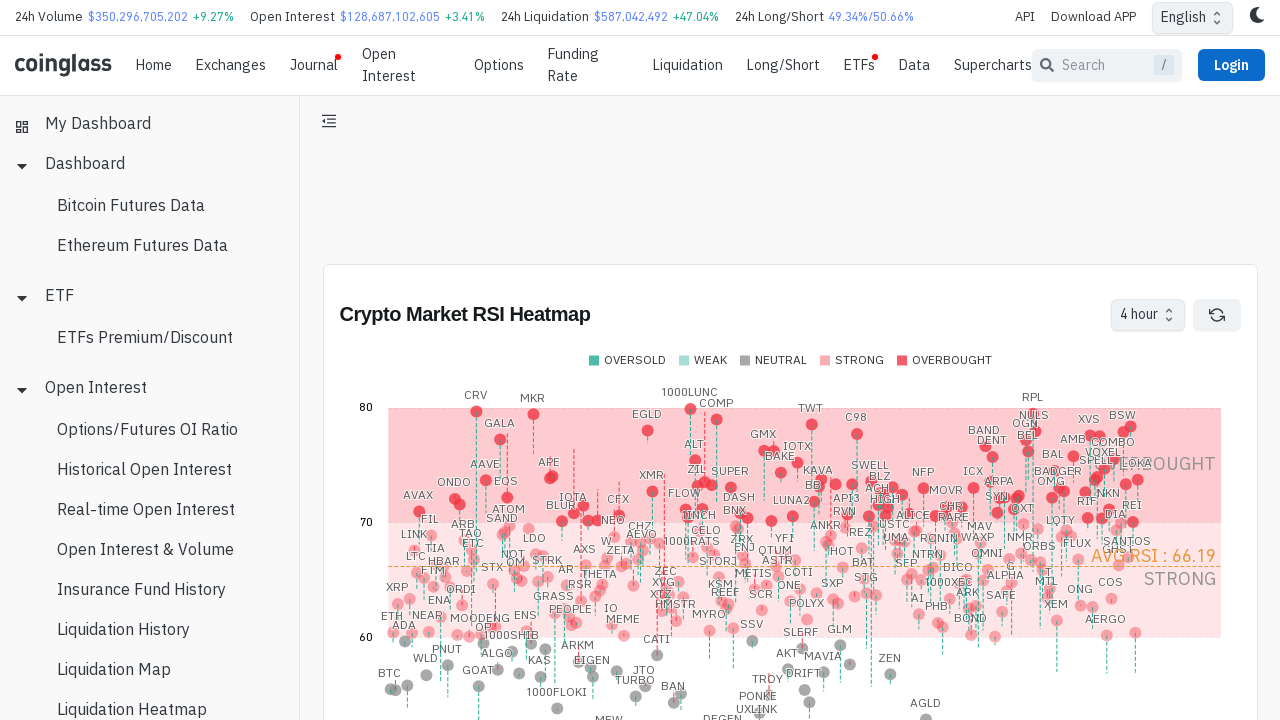 24h Volume $350,296,705,202 +9.27% Open Interest $128,687,102,605 +3.41% 24h Liquidation $587,042,492 +47.04% 24h Long/Short 49.34%/50.66% API Download APP English
coinglass Home Exchanges Journal Open Interest Options Funding Rate Liquidation Long/Short ETFs Data Supercharts Search / Login
My Dashboard
Dashboard
Bitcoin Futures Data
Ethereum Futures Data
ETF
ETFs Premium/Discount
Open Interest
Options/Futures OI Ratio
Historical Open Interest
Real-time Open Interest
Open Interest & Volume
Insurance Fund History
Liquidation History
Liquidation Map
Liquidation Heatmap
Crypto Market RSI Heatmap 4 hour
OVERSOLD WEAK NEUTRAL STRONG OVERBOUGHT
80
70
60
CRV MKR 1000LUNC COMP RPL
GALA EGLD TWT C98 NULS XVS BSW
OGN BAND DENT BEL AMB COMBO
ALT GMX IOTX BAKE BAL VOXEL
AAVE EOS APE XMR ZIL SUPER KAVA SWELL BLZ NFP ICX BADGER SPELL LOKA
ONDO AVAX IOTA BLUR CFX FLOW DASH LUNA2 API3 ACH HIGH MOVR ARPA OMG SYN
FIL ATOM SAND NEO 1INCH BNX RVN ALICE RARE OXT RIF NKN DIA REI
LINK ARB TAO ETC LDO CHZ AEVO CELO 1000RATS ZRX YFI ANKR REZ USTC UMA RONIN MAV WAXP NMR LQTY
LTC TIA HBAR FTM NOT OM STX STRK AXS ZETA ENJ QTUM HOT NTRN OMNI ORBS FLUX SANTOS
AVG RSI : 66.19
STRONG
XRP ORDI AR THETA RSR ZEC STORJ ASTR METIS COTI BAT SFP BICO ALPHA
ENA GRASS XTZ KSM REEF ONE SXP STG 1000XEC ARK SAFE ONG COS
ETH ADA NEAR MOODENG OP ENS PEOPLE IO MEME HMSTR MYRO SCR POLYX AI PHB BOND XEM AERGO
1000SHIB SSV SLERF GLM
PNUT WLD ALGO KAS ARKM EIGEN CATI AKT MAVIA ZEN
BTC GOAT JTO TURBO BAN TROY DRIFT
1000FLOKI PONKE UXLINK AGLD
MEW DEGEN